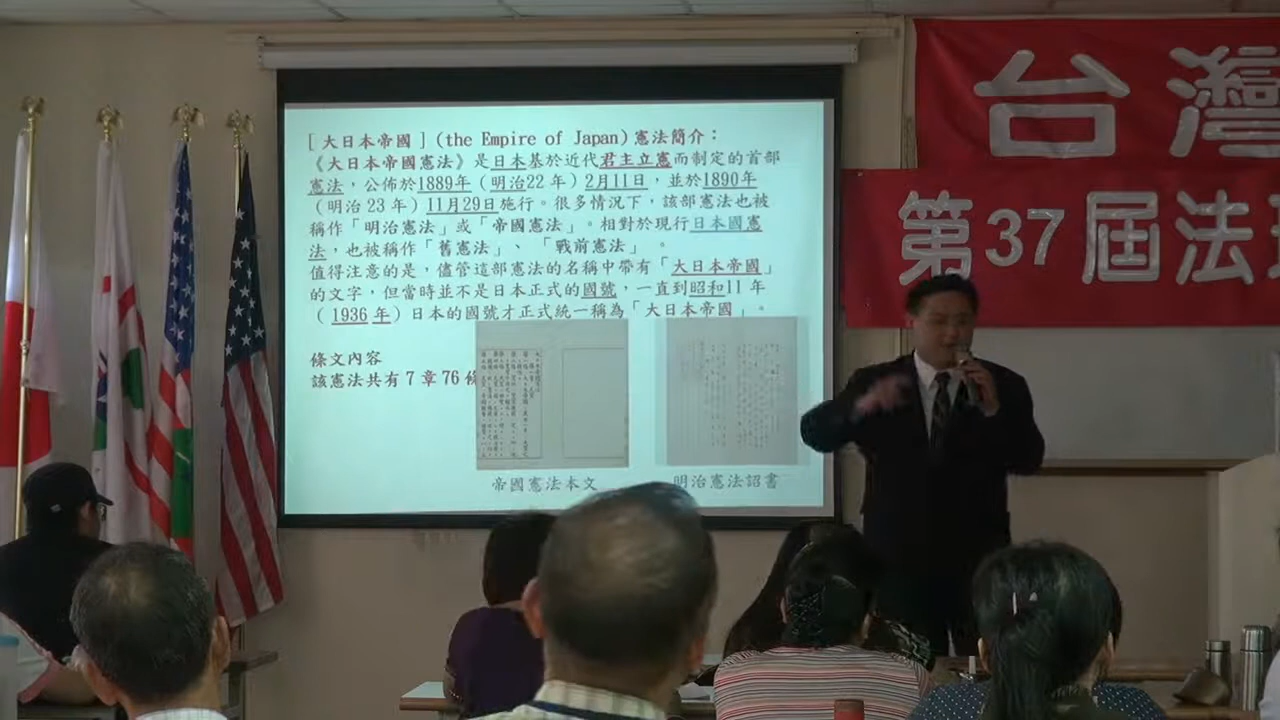 [ 大日本帝國 ] (the Empire of Japan) 憲法簡介：
《大日本帝國憲法》是日本基於近代君主立憲而制定的首部
憲法，公佈於1889年（明治22 年）2月11日，並於1890年
（明治 23 年）11月29日施行。很多情況下，該部憲法也被
稱作「明治憲法」或「帝國憲法」。相對於現行日本國憲
法，也被稱作「舊憲法」、「戰前憲法」。
值得注意的是，儘管這部憲法的名稱中帶有「大日本帝國」
的文字，但當時並不是日本正式的國號，一直到昭和11 年
（ 1936 年）日本的國號才正式統一稱為「大日本帝國」。
條文內容
該憲法共有 7 章 76 條
帝國憲法本文
明治憲法詔書
台灣
第37屆法理